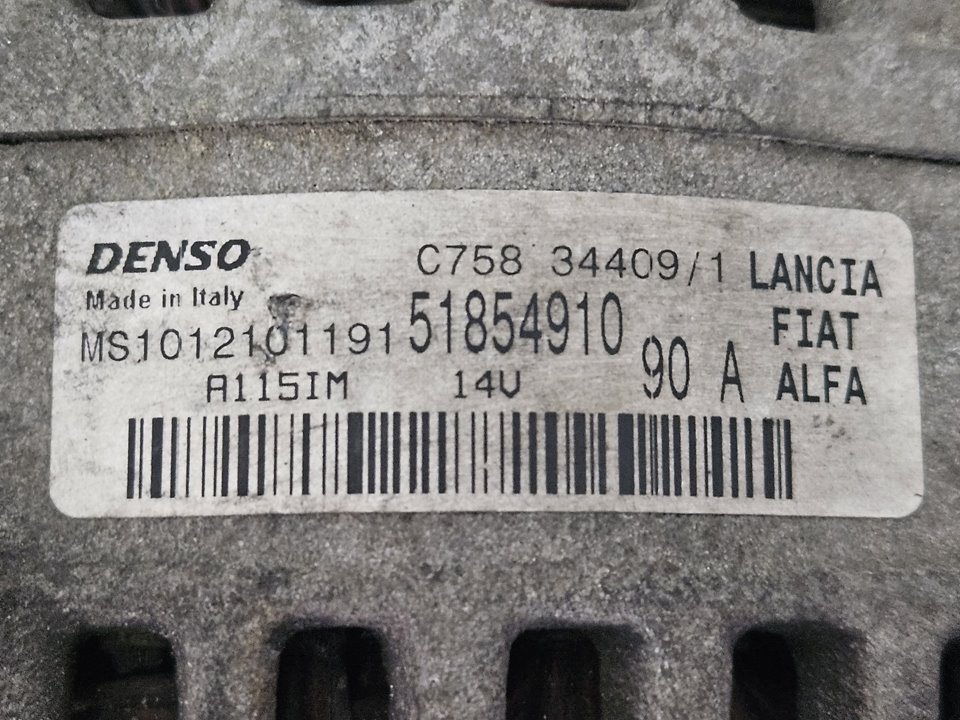 DENSO C758 34409/1 LANCIA
Made in Italy 51854910 FIAT
MS1012101191 90 A ALFA
A115IM 14V